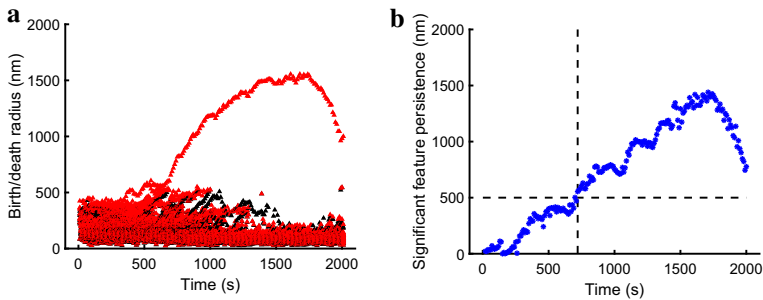 a
2000
1500
1000
500
0
Birth/death radius (nm)
0 500 1000 1500 2000
Time (s)
b
2000
1500
1000
500
0
Significant feature persistence (nm)
0 500 1000 1500 2000
Time (s)